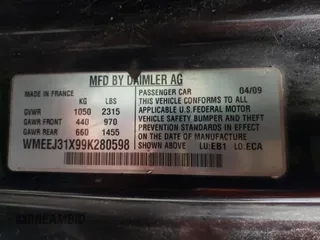 MFD BY DAIMLER AG
MADE IN FRANCE
PASSENGER CAR 04/09
KG LBS
THIS VEHICLE CONFORMS TO ALL
GVWR 1050 2315
APPLICABLE U.S. FEDERAL MOTOR
GAWR FRONT 440 970
VEHICLE SAFETY BUMPER AND THEFT
GAWR REAR 660 1455
PREVENTION STANDARDS IN EFFECT
ON THE DATE OF MANUFACTURE SHOWN
WMEEJ31X99K280598 LU:EB1 LO:ECA